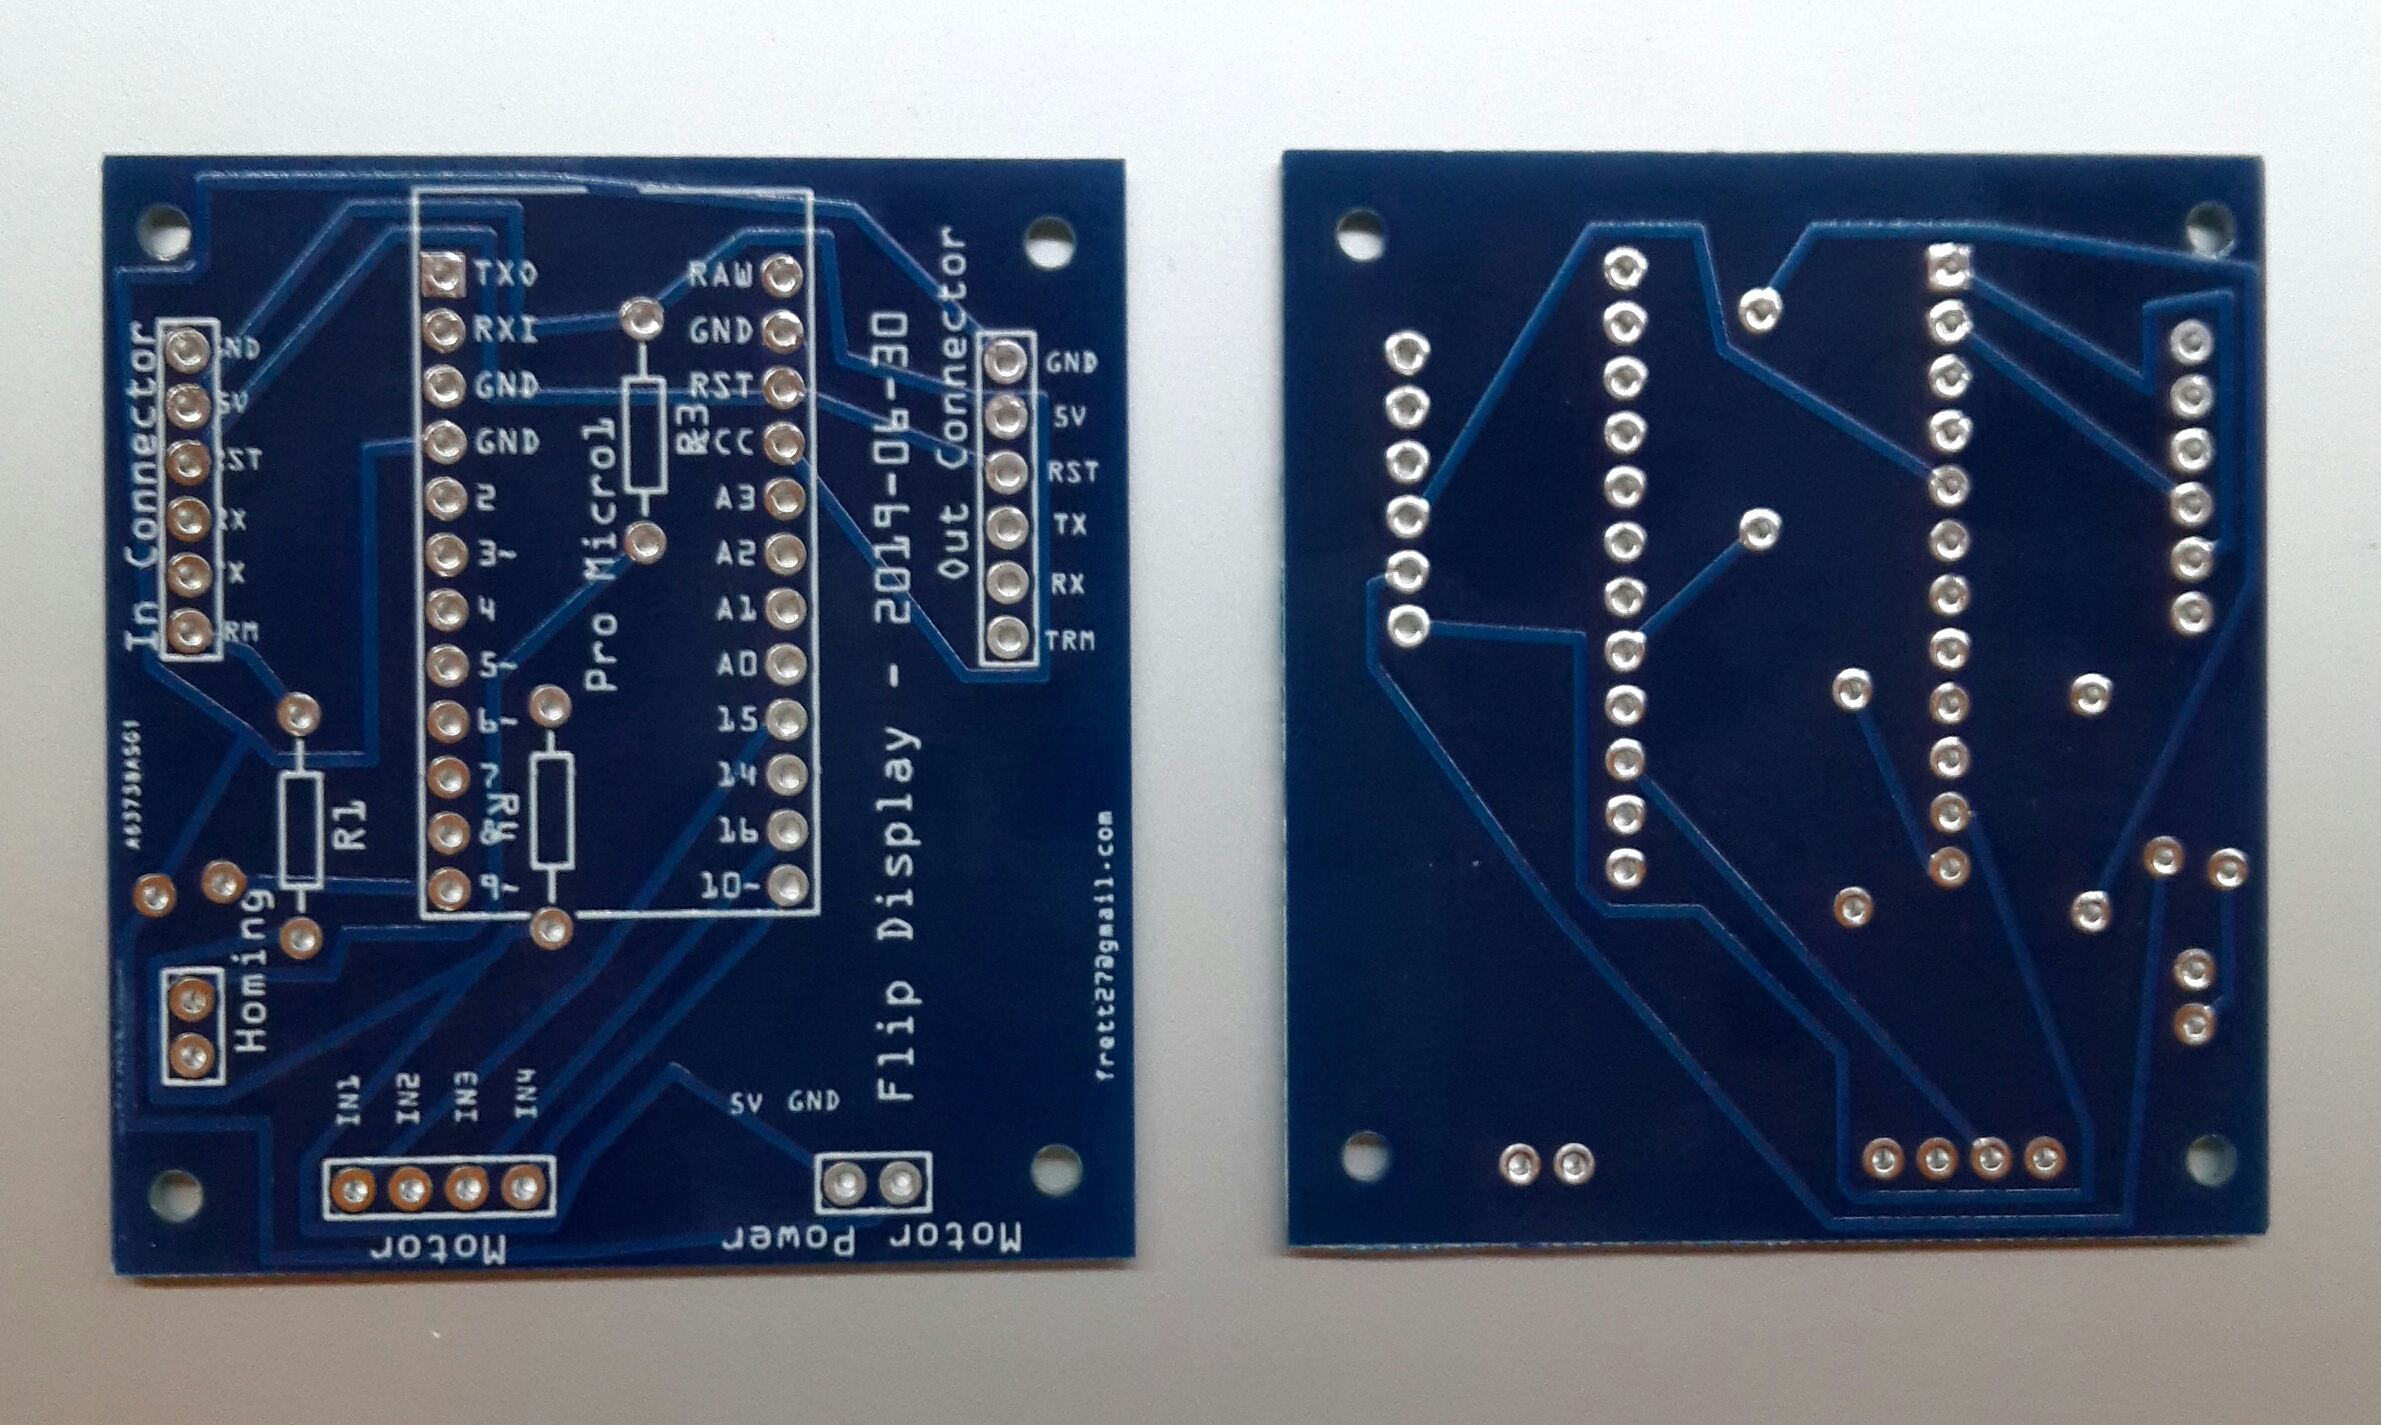 In Connector
GND
5V
RST
RX
TX
TRM
TXO
RXI
GND
GND
2
3~
4
5~
6~
7
8
9~
Pro Micro1
R3
RAW
GND
RST
VCC
A3
A2
A1
A0
15
14
16
10~
Flip Display - 2019-06-30
Out Connector
GND
5V
RST
TX
RX
TRM
R1
Homing
IN1
IN2
IN3
IN4
Motor
5V GND
Motor Power
frett27@gmail.com